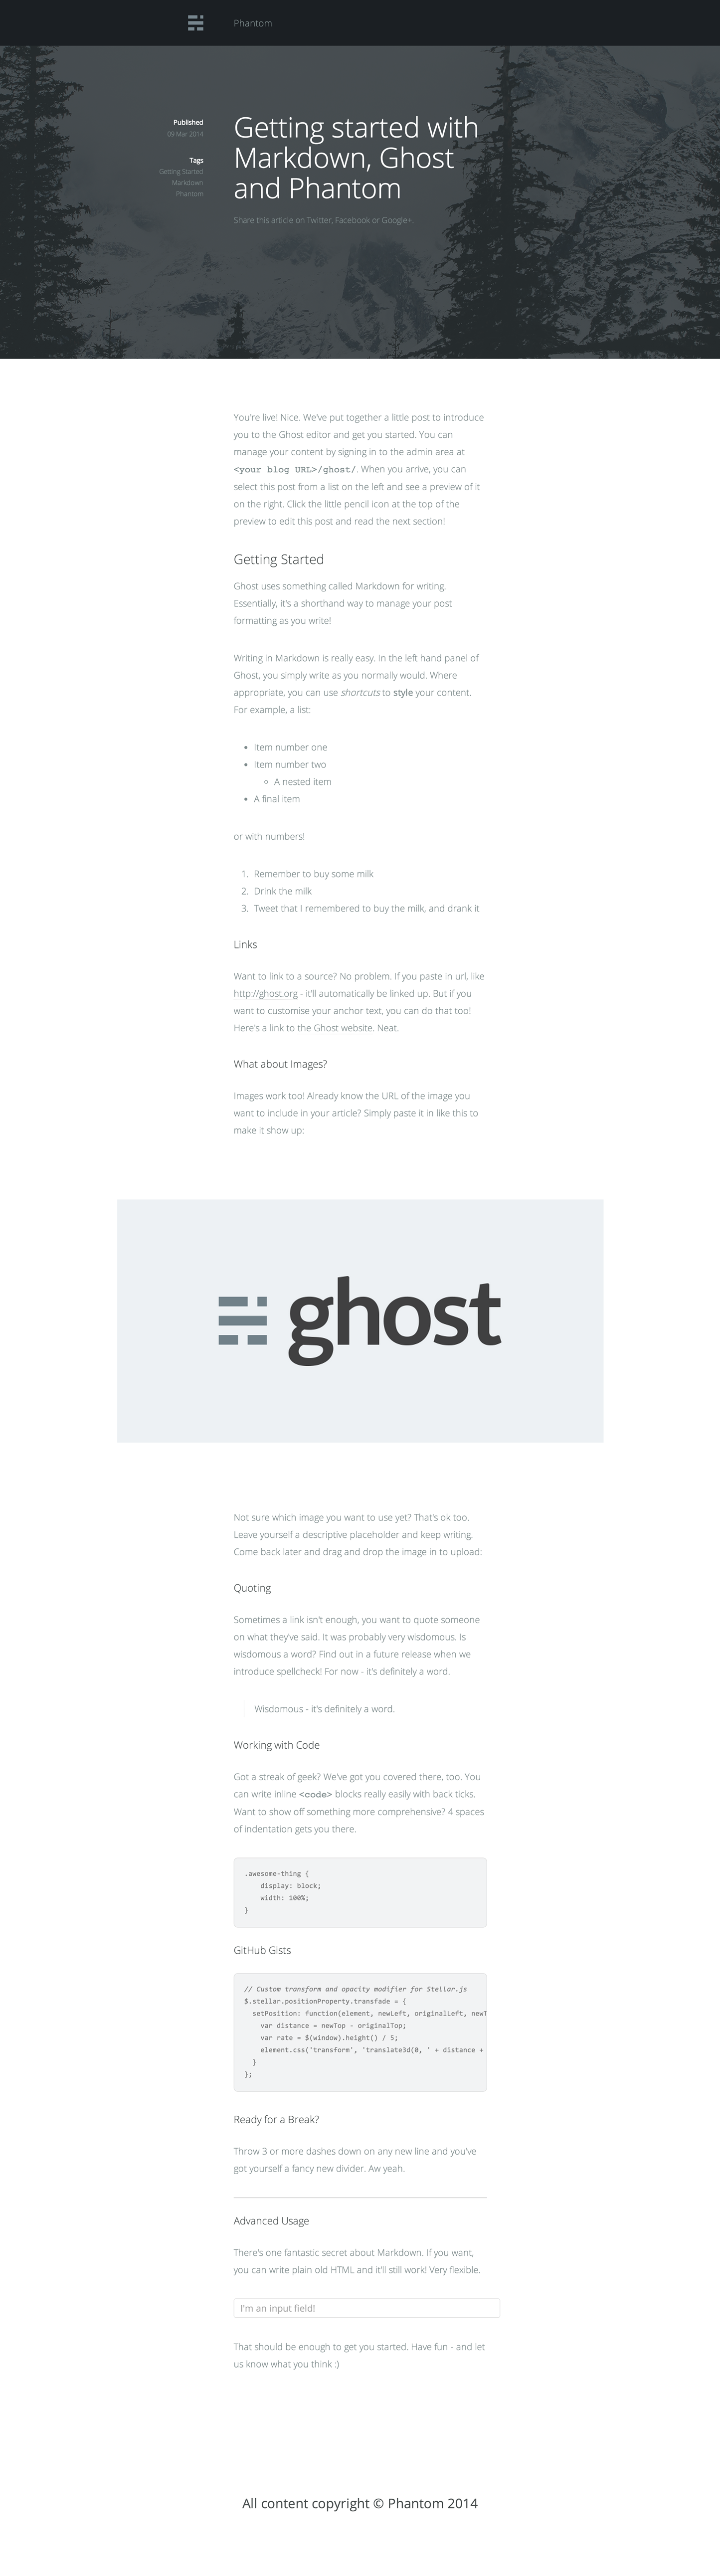 Phantom
Published
09 Mar 2014
Tags
Getting Started
Markdown
Phantom
Getting started with
Markdown, Ghost
and Phantom
Share this article on Twitter, Facebook or Google+.
You're live! Nice. We've put together a little post to introduce
you to the Ghost editor and get you started. You can
manage your content by signing in to the admin area at
<your blog URL>/ghost/. When you arrive, you can
select this post from a list on the left and see a preview of it
on the right. Click the little pencil icon at the top of the
preview to edit this post and read the next section!
Getting Started
Ghost uses something called Markdown for writing.
Essentially, it's a shorthand way to manage your post
formatting as you write!
Writing in Markdown is really easy. In the left hand panel of
Ghost, you simply write as you normally would. Where
appropriate, you can use shortcuts to style your content.
For example, a list:
• Item number one
• Item number two
◦ A nested item
• A final item
or with numbers!
1. Remember to buy some milk
2. Drink the milk
3. Tweet that I remembered to buy the milk, and drank it
Links
Want to link to a source? No problem. If you paste in url, like
http://ghost.org - it'll automatically be linked up. But if you
want to customise your anchor text, you can do that too!
Here's a link to the Ghost website. Neat.
What about Images?
Images work too! Already know the URL of the image you
want to include in your article? Simply paste it in like this to
make it show up:
ghost
Not sure which image you want to use yet? That's ok too.
Leave yourself a descriptive placeholder and keep writing.
Come back later and drag and drop the image in to upload:
Quoting
Sometimes a link isn't enough, you want to quote someone
on what they've said. It was probably very wisdomous. Is
wisdomous a word? Find out in a future release when we
introduce spellcheck! For now - it's definitely a word.
Wisdomous - it's definitely a word.
Working with Code
Got a streak of geek? We've got you covered there, too. You
can write inline <code> blocks really easily with back ticks.
Want to show off something more comprehensive? 4 spaces
of indentation gets you there.
.awesome-thing {
display: block;
width: 100%;
}
GitHub Gists
// Custom transform and opacity modifier for Stellar.js
$.stellar.positionProperty.transfade = {
setPosition: function(element, newLeft, originalLeft, newT
var distance = newTop - originalTop;
var rate = $(window).height() / 5;
element.css('transform', 'translate3d(0, ' + distance +
}
};
Ready for a Break?
Throw 3 or more dashes down on any new line and you've
got yourself a fancy new divider. Aw yeah.
Advanced Usage
There's one fantastic secret about Markdown. If you want,
you can write plain old HTML and it'll still work! Very flexible.
I'm an input field!
That should be enough to get you started. Have fun - and let
us know what you think :)
All content copyright © Phantom 2014